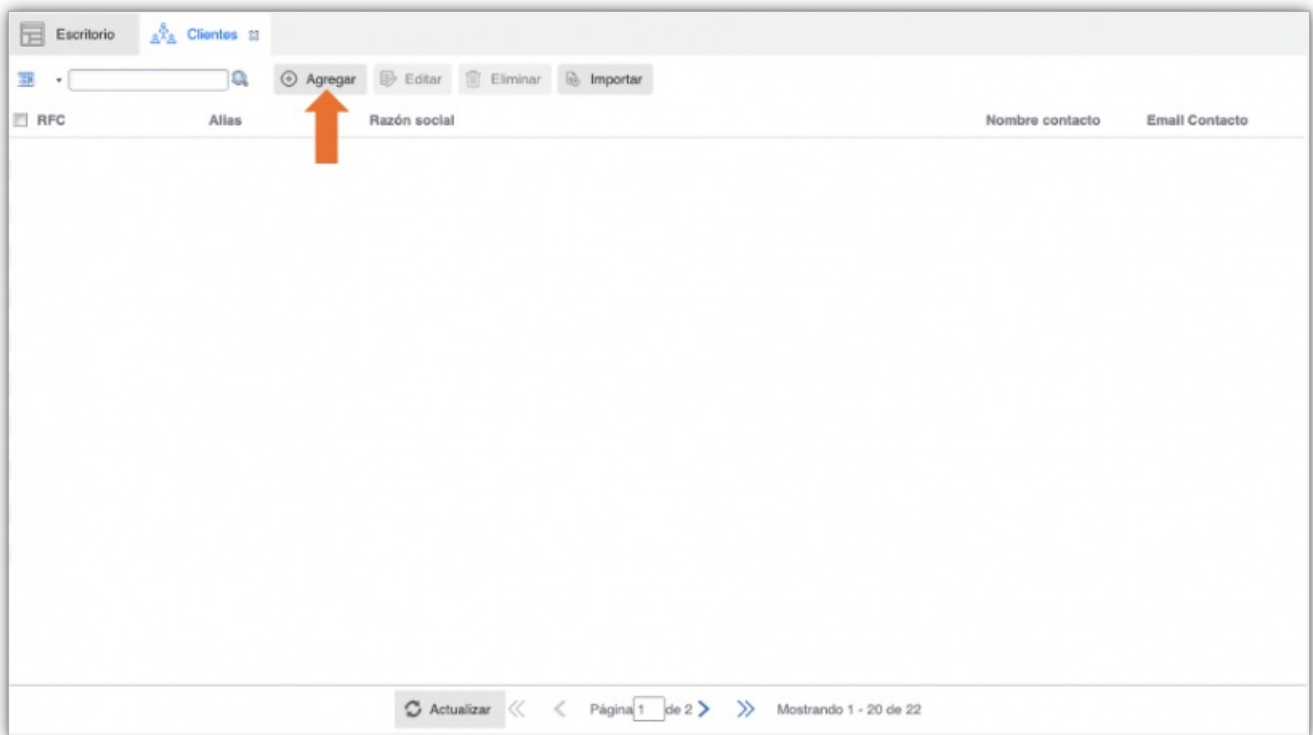 Escritorio Clientes
Agregar Editar Eliminar Importar
RFC Alias Razón social Nombre contacto Email Contacto
Actualizar Página 1 de 2 Mostrando 1 - 20 de 22